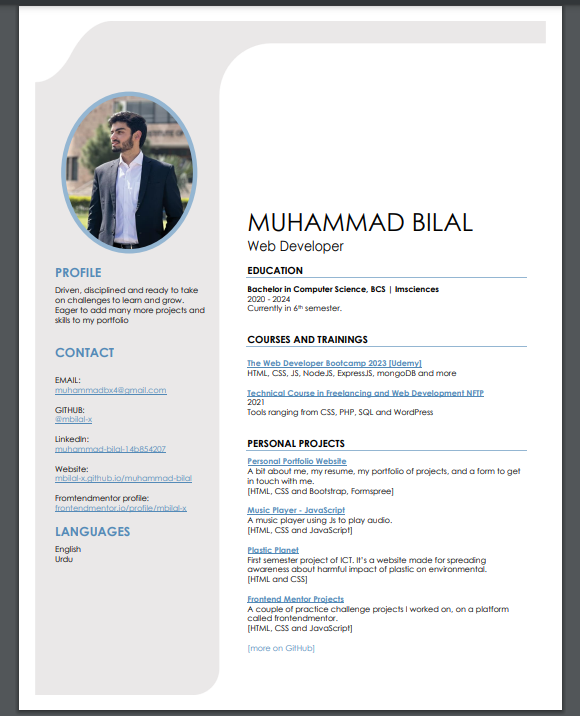 PROFILE
Driven, disciplined and ready to take
on challenges to learn and grow.
Eager to add many more projects and
skills to my portfolio
CONTACT
EMAIL:
muhammadbx4@gmail.com
GITHUB:
@mbilal-x
LinkedIn:
muhammad-bilal-14b854207
Website:
mbilal-x.github.io/muhammad-bilal
Fromtendmentor profile:
frontendmentor.io/profile/mbilal-x
LANGUAGES
English
Urdu
MUHAMMAD BILAL
Web Developer
EDUCATION
Bachelor in Computer Science, BCS | Imsciences
2020 - 2024
Currently in 6th semester.
COURSES AND TRAININGS
The Web Developer Bootcamp 2023 [Udemy]
HTML, CSS, JS, NodeJS, ExpressJS, mongoDB and more
Technical Course in Freelancing and Web Development NFTP
2021
Tools ranging from CSS, PHP, SQL and WordPress
PERSONAL PROJECTS
Personal Portfolio Website
A bit about me, my resume, my portfolio of projects, and a form to get
in touch with me.
[HTML, CSS and Bootstrap, Formspree]
Music Player - JavaScript
A music player using Js to play audio.
[HTML, CSS and JavaScript]
Plastic Planet
First semester project of ICT. It's a website made for spreading
awareness about harmful impact of plastic on environmental.
[HTML and CSS]
Frontend Mentor Projects
A couple of practice challenge projects I worked on, on a platform
called frontendmentor.
[HTML, CSS and JavaScript]
[more on GitHub]